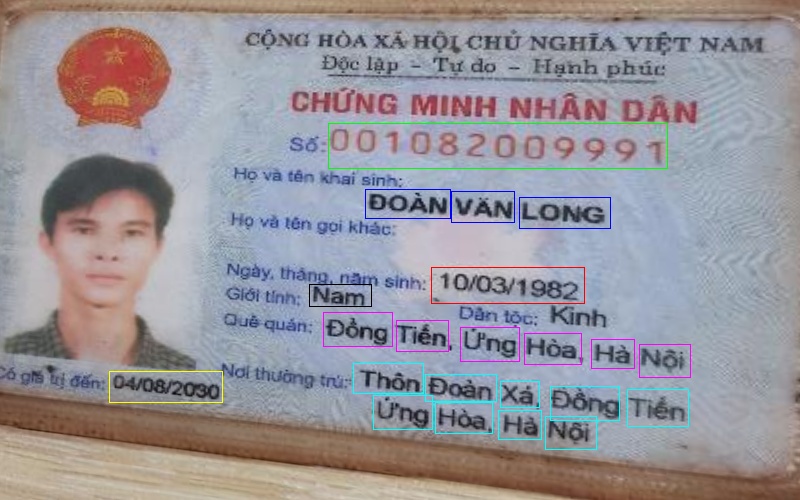 CỘNG HÒA XÃ HỘI CHỦ NGHĨA VIỆT NAM
Độc lập - Tự do - Hạnh phúc
CHỨNG MINH NHÂN DÂN
Số: 001082009991
Họ và tên khai sinh:
ĐOÀN VĂN LONG
Họ và tên gọi khác:
Ngày, tháng, năm sinh: 10/03/1982
Giới tính: Nam Dân tộc: Kinh
Quê quán: Đồng Tiến, Ứng Hòa, Hà Nội
Có giá trị đến: 04/08/2030
Nơi thường trú: Thôn Đoàn Xá, Đồng Tiến
Ứng Hòa, Hà Nội